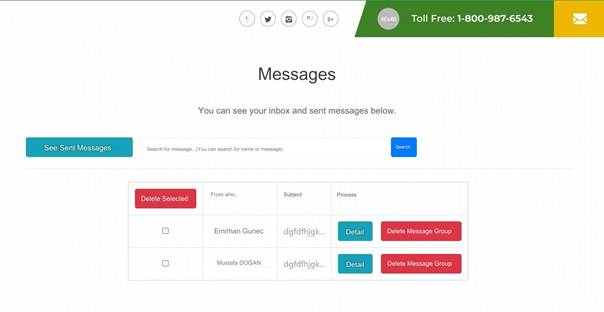 40x40 Toll Free: 1-800-987-6543
Messages
You can see your inbox and sent messages below.
See Sent Messages Search for message.. (You can search for name or message) Search
Delete Selected From who. Subject Process
Emirhan Gunec dgfdfhjgk... Detail Delete Message Group
Mustafa DOĞAN dgfdfhjgk... Detail Delete Message Group